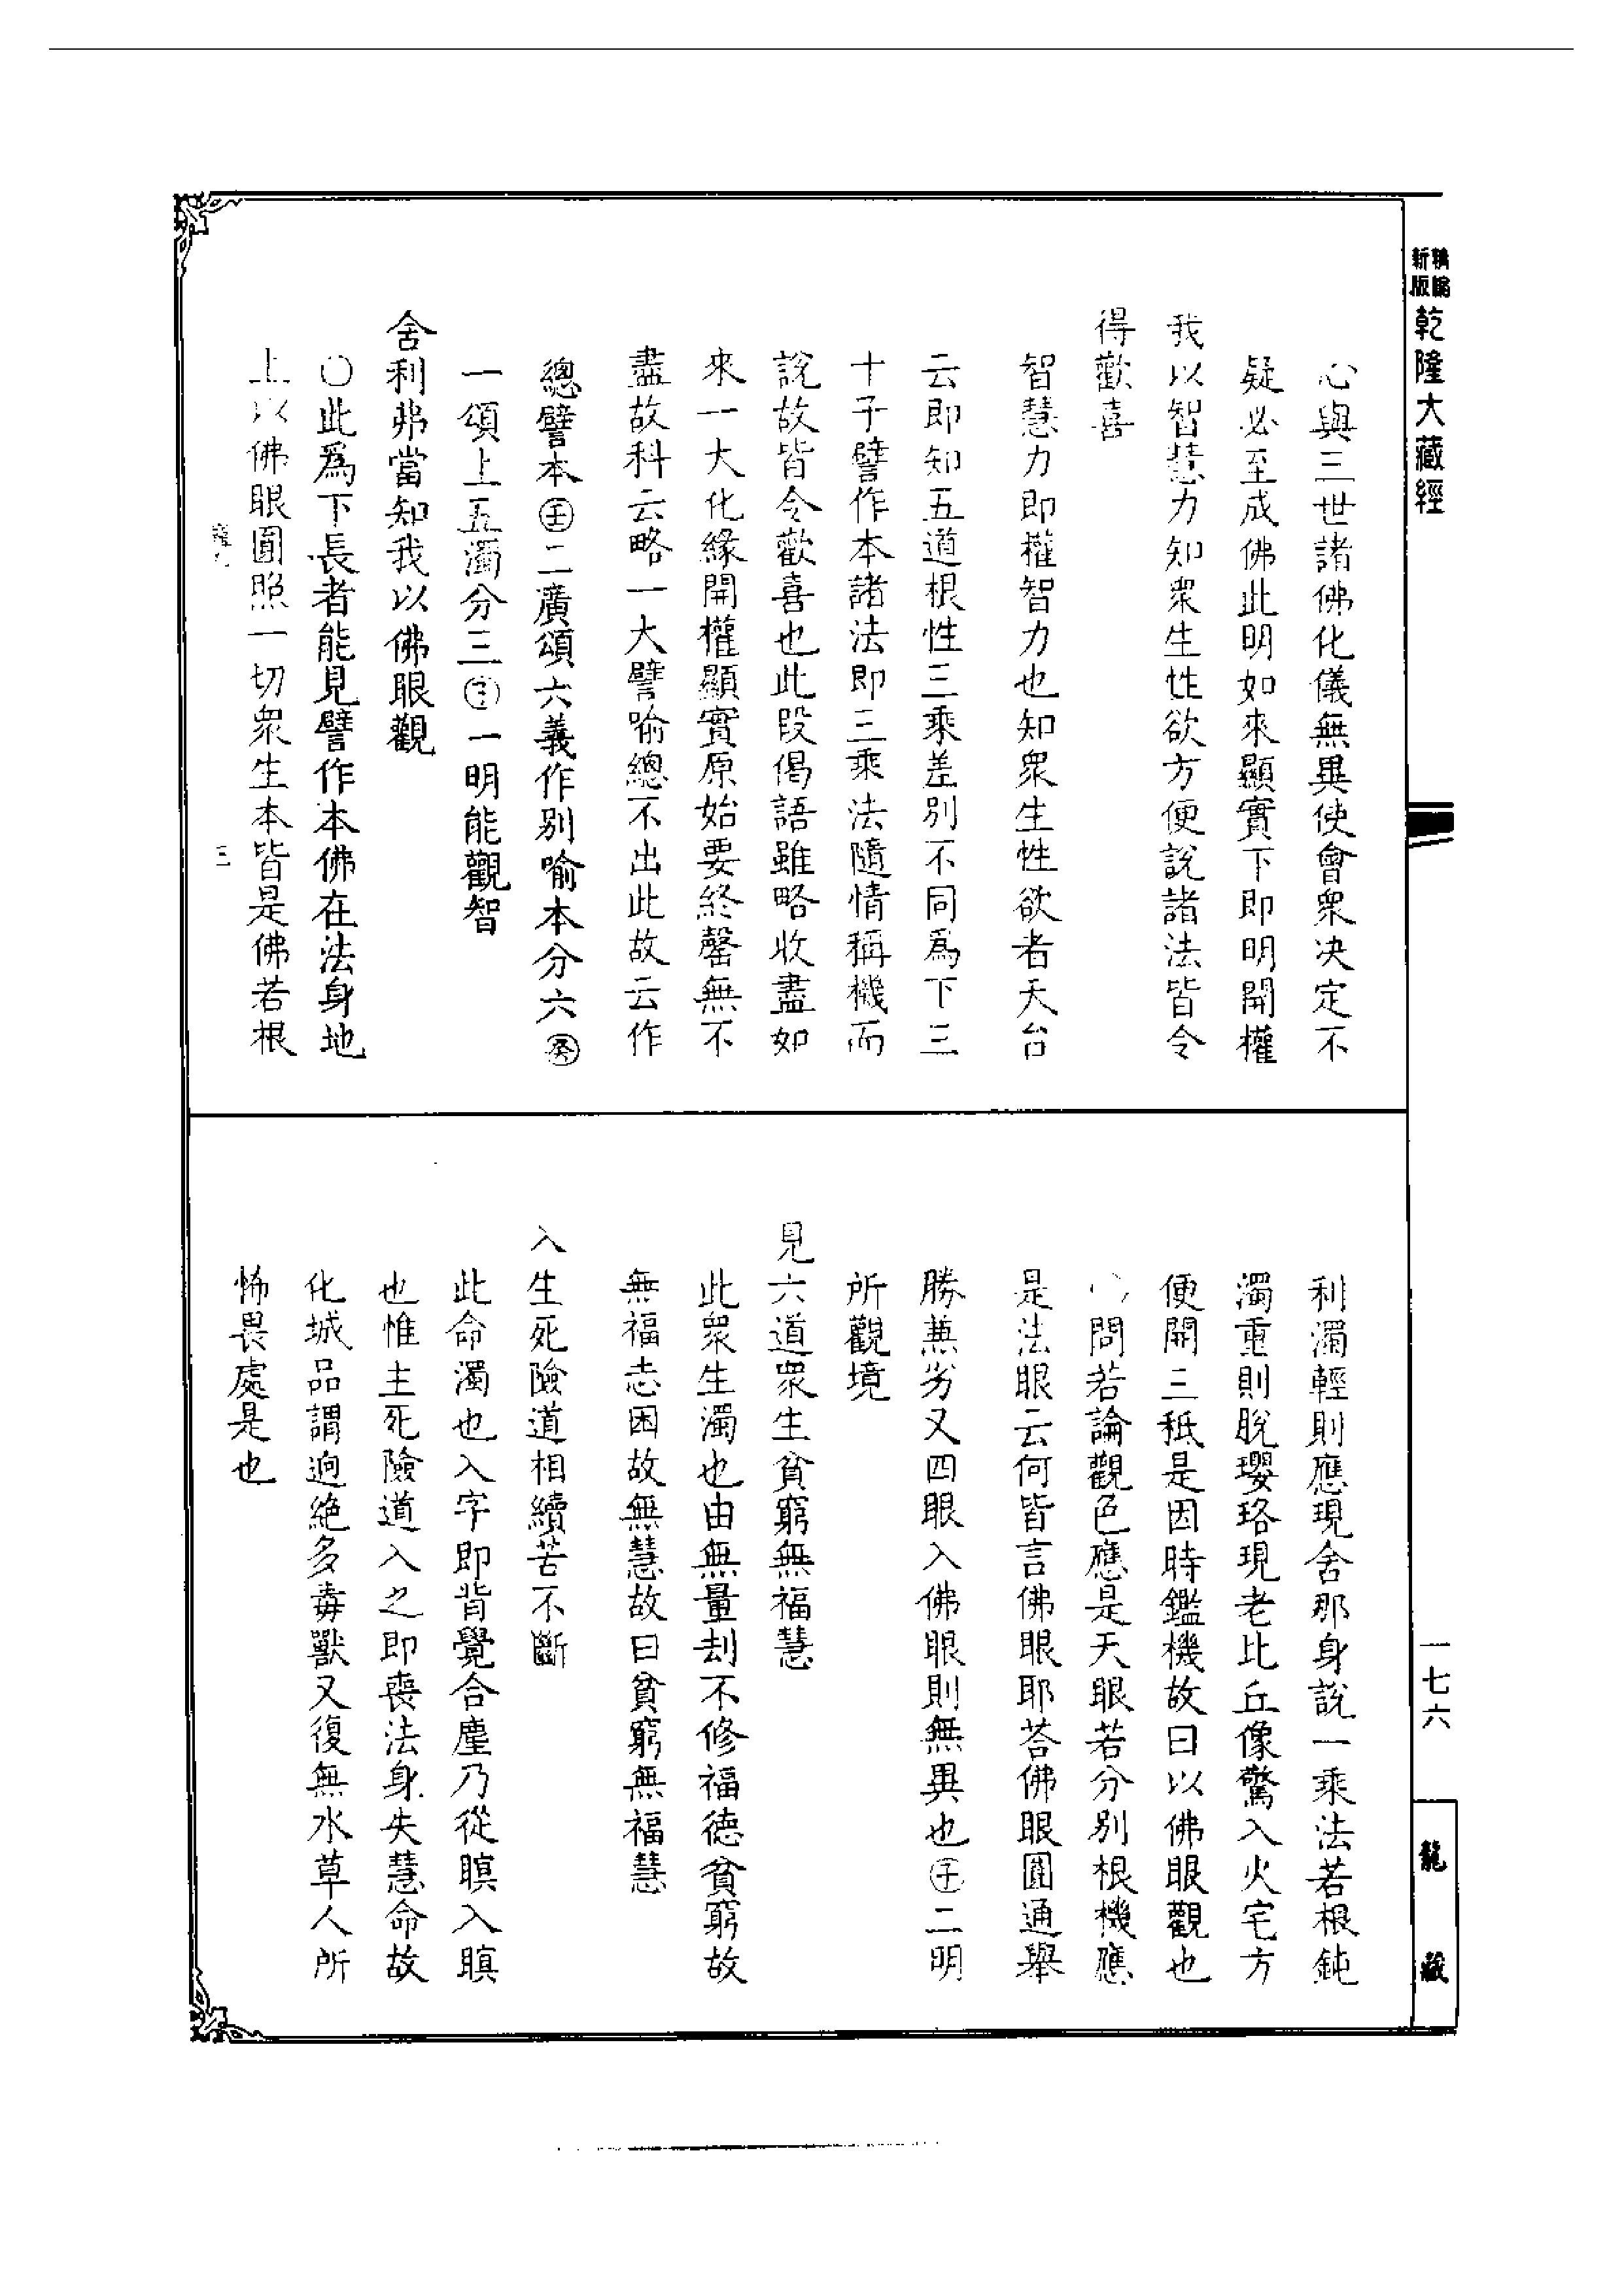 新編
縮版
乾隆大藏經
心與三世諸佛化儀無異使會衆决定不
疑必至成佛此明如來顯實下即明開權
我以智慧力知衆生性欲方便說諸法皆令
得歡喜
智慧力即權智力也知衆生性欲者天台
云即知五道根性三乘差別不同爲下三
十子譬作本諸法即三乘法隨情稱機而
說故皆令歡喜也此段偈語雖略收盡如
來一大化緣開權顯實原始要終罄無不
盡故科云略一大譬喻總不出此故云作
總譬本㊅二廣頌六義作别喻本分六㊅
一頌上五濁分三㊅一明能觀智
舍利弗當知我以佛眼觀
○此爲下長者能見譬作本佛在法身地
上以佛眼圓照一切衆生本皆是佛若根
三
利濁輕則應現舍那身說一乘法若根鈍
濁重則脫瓔珞現老比丘像驚入火宅方
便開三秖是因時鑑機故曰以佛眼觀也
○問若論觀色應是天眼若分別根機應
是法眼云何皆言佛眼耶荅佛眼圓通舉
勝兼劣又四眼入佛眼則無異也㊅二明
所觀境
見六道衆生貧窮無福慧
此衆生濁也由無量刦不修福德貧窮故
無福志困故無慧故曰貧窮無福慧
入生死險道相續苦不斷
此命濁也入字即背覺合塵乃從瞑入瞑
也惟主死險道入之即喪法身失慧命故
化城品謂逈絶多毒獸又復無水草人所
怖畏處是也
一七六
龍藏